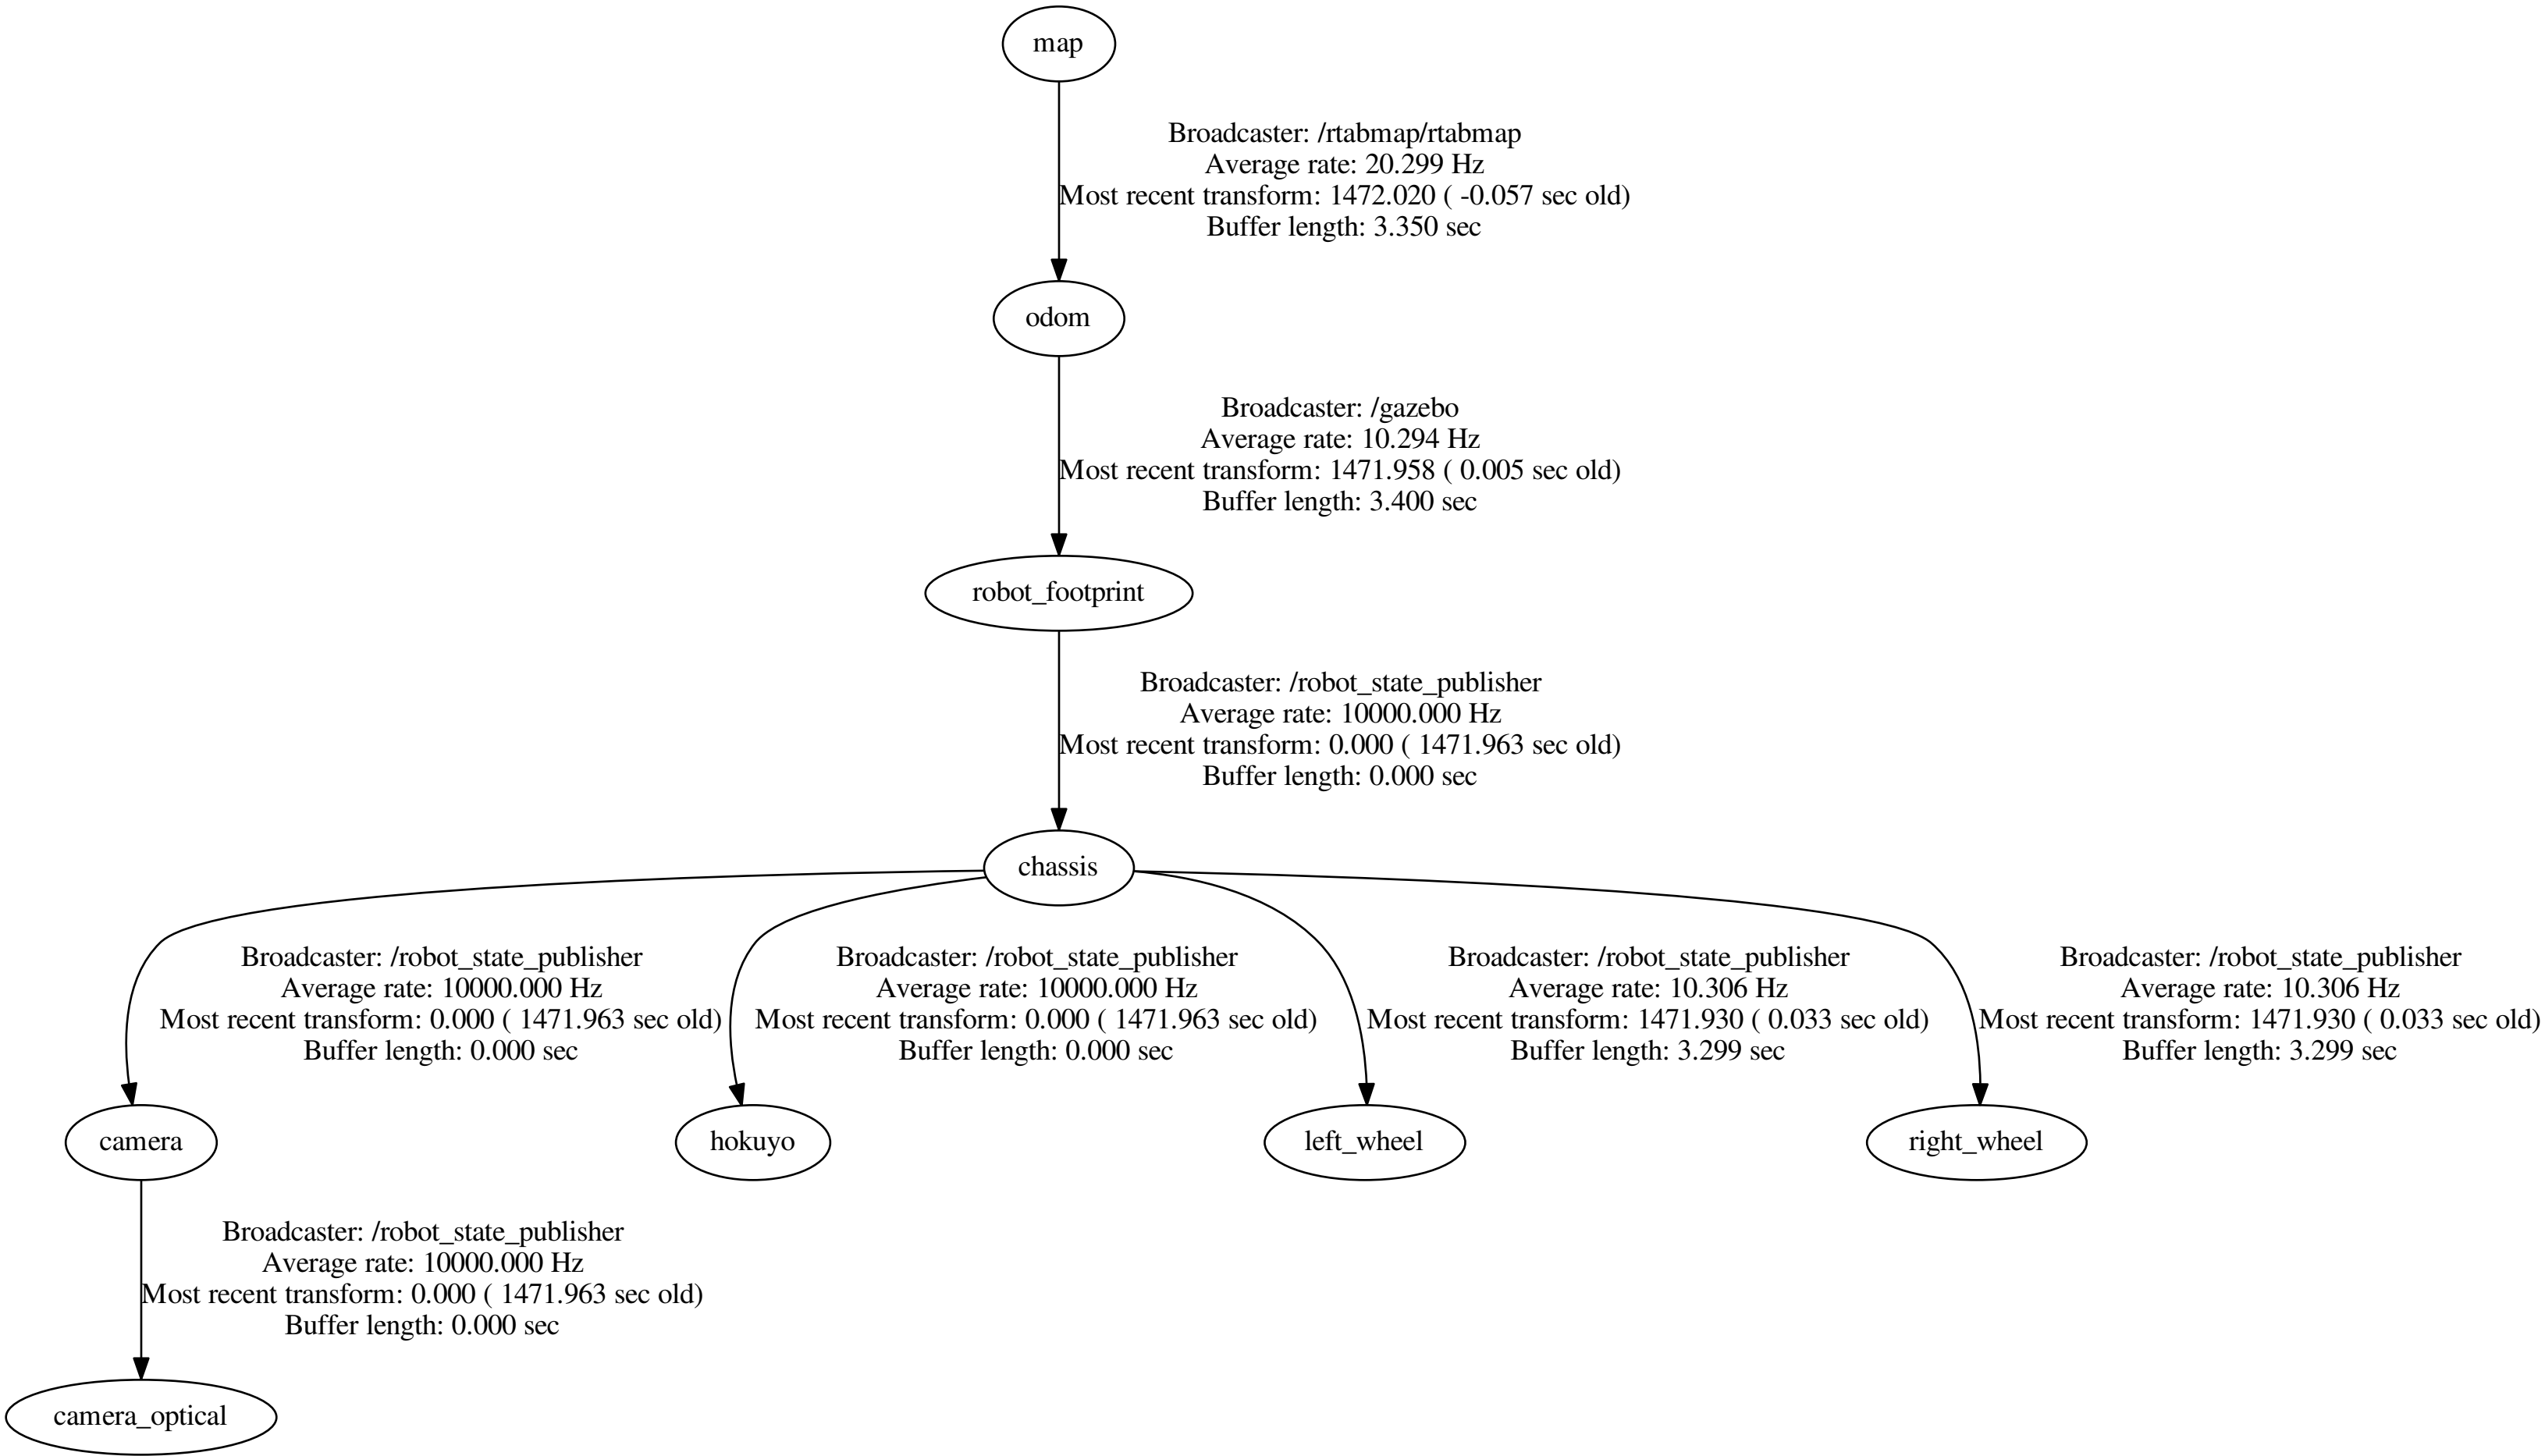 map
Broadcaster: /rtabmap/rtabmap
Average rate: 20.299 Hz
Most recent transform: 1472.020 ( -0.057 sec old)
Buffer length: 3.350 sec
odom
Broadcaster: /gazebo
Average rate: 10.294 Hz
Most recent transform: 1471.958 ( 0.005 sec old)
Buffer length: 3.400 sec
robot_footprint
Broadcaster: /robot_state_publisher
Average rate: 10000.000 Hz
Most recent transform: 0.000 ( 1471.963 sec old)
Buffer length: 0.000 sec
chassis
Broadcaster: /robot_state_publisher
Average rate: 10000.000 Hz
Most recent transform: 0.000 ( 1471.963 sec old)
Buffer length: 0.000 sec
Broadcaster: /robot_state_publisher
Average rate: 10000.000 Hz
Most recent transform: 0.000 ( 1471.963 sec old)
Buffer length: 0.000 sec
Broadcaster: /robot_state_publisher
Average rate: 10.306 Hz
Most recent transform: 1471.930 ( 0.033 sec old)
Buffer length: 3.299 sec
Broadcaster: /robot_state_publisher
Average rate: 10.306 Hz
Most recent transform: 1471.930 ( 0.033 sec old)
Buffer length: 3.299 sec
camera
hokuyo
left_wheel
right_wheel
Broadcaster: /robot_state_publisher
Average rate: 10000.000 Hz
Most recent transform: 0.000 ( 1471.963 sec old)
Buffer length: 0.000 sec
camera_optical